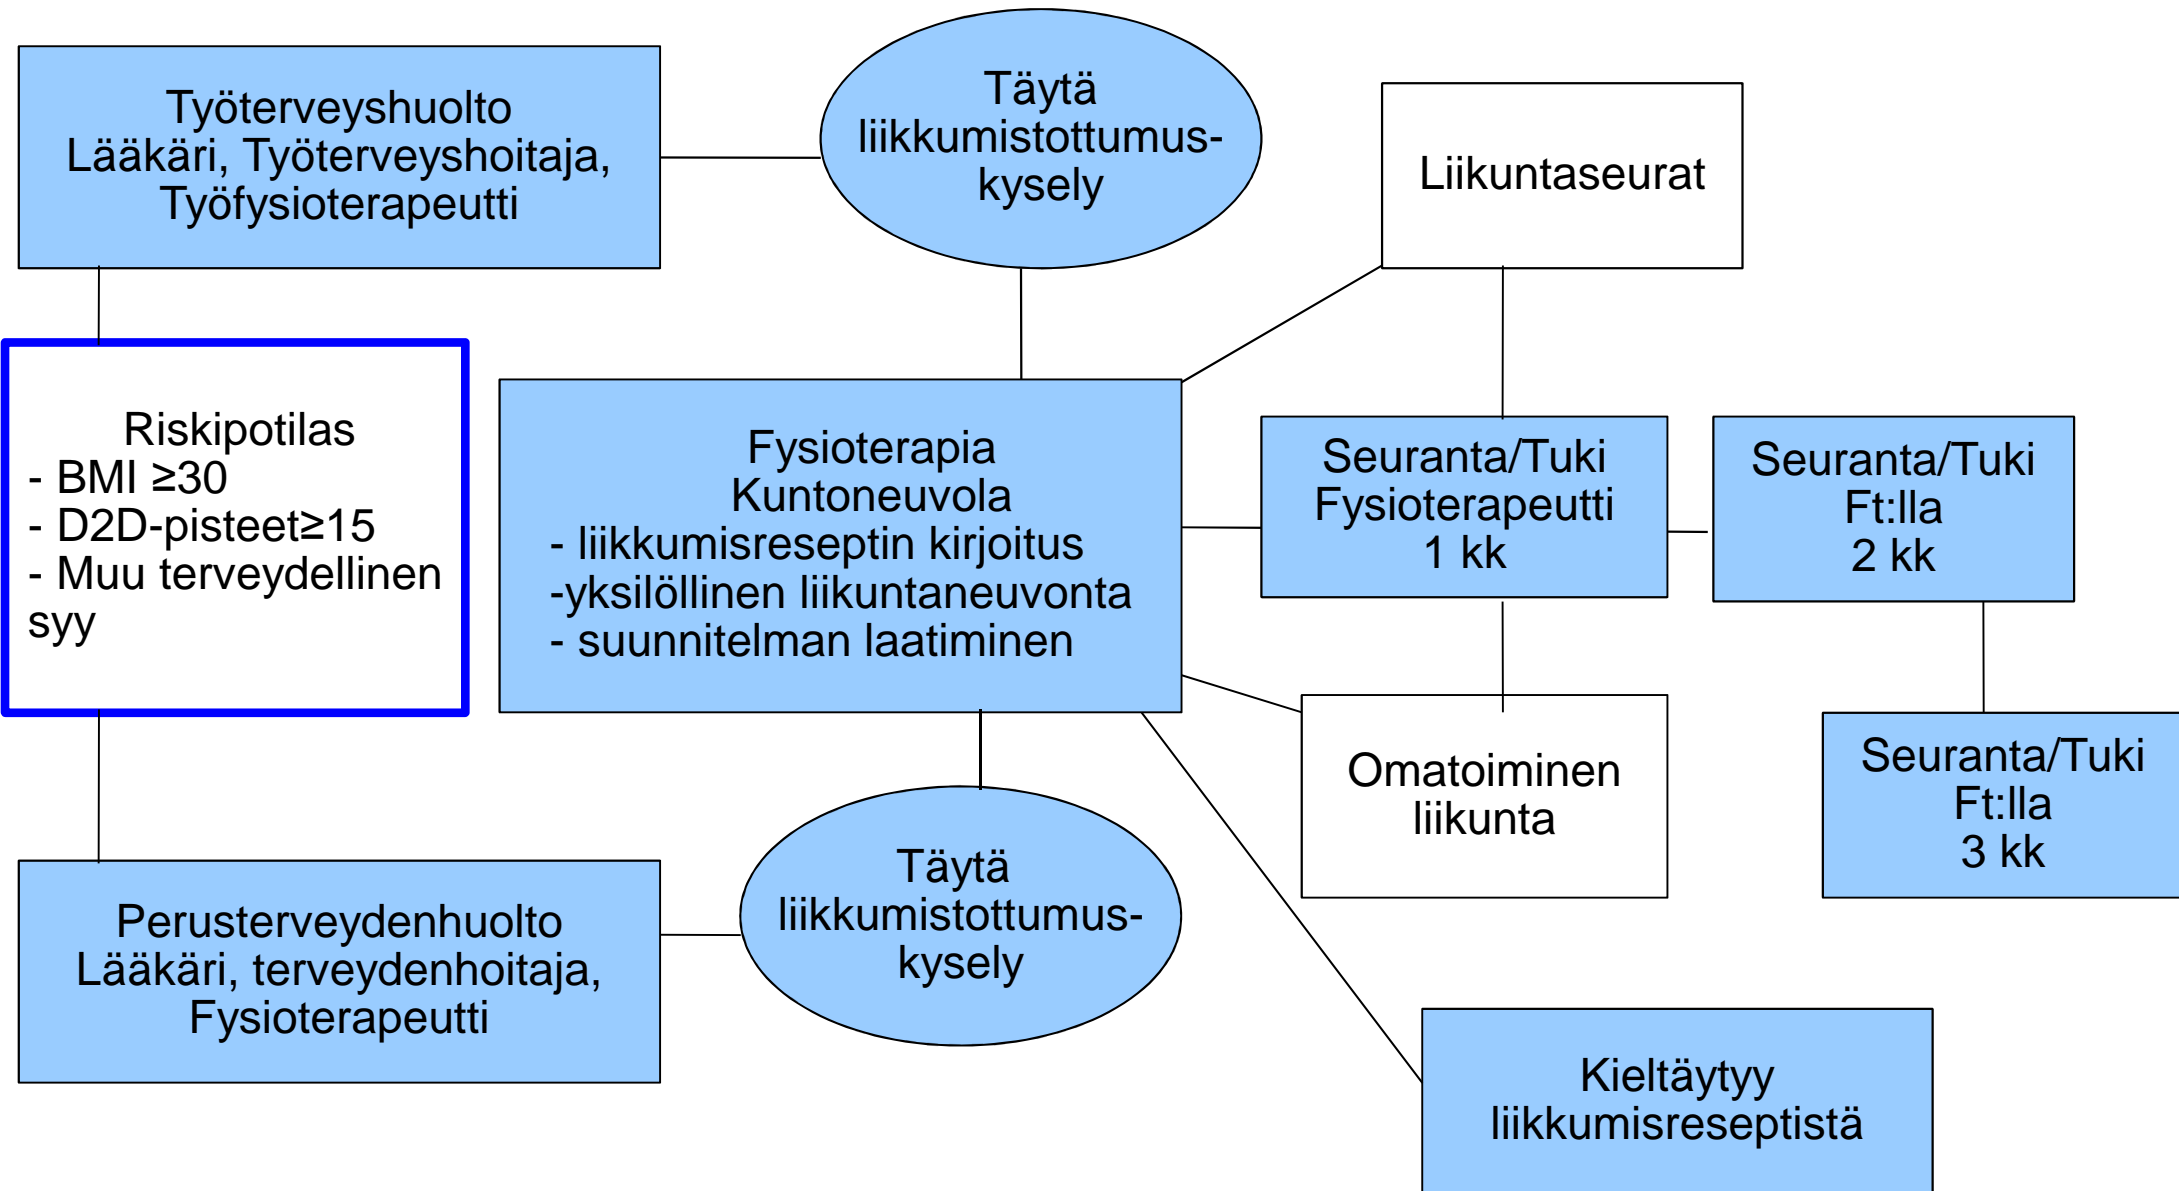 Työterveyshuolto
Lääkäri, Työterveyshoitaja,
Työfysioterapeutti
Täytä
liikkumistottumus-
kysely
Liikuntaseurat
Riskipotilas
- BMI ≥30
- D2D-pisteet≥15
- Muu terveydellinen
syy
Fysioterapia
Kuntoneuvola
- liikkumisreseptin kirjoitus
-yksilöllinen liikuntaneuvonta
- suunnitelman laatiminen
Seuranta/Tuki
Fysioterapeutti
1 kk
Seuranta/Tuki
Ft:lla
2 kk
Omatoiminen
liikunta
Seuranta/Tuki
Ft:lla
3 kk
Perusterveydenhuolto
Lääkäri, terveydenhoitaja,
Fysioterapeutti
Täytä
liikkumistottumus-
kysely
Kieltäytyy
liikkumisreseptistä